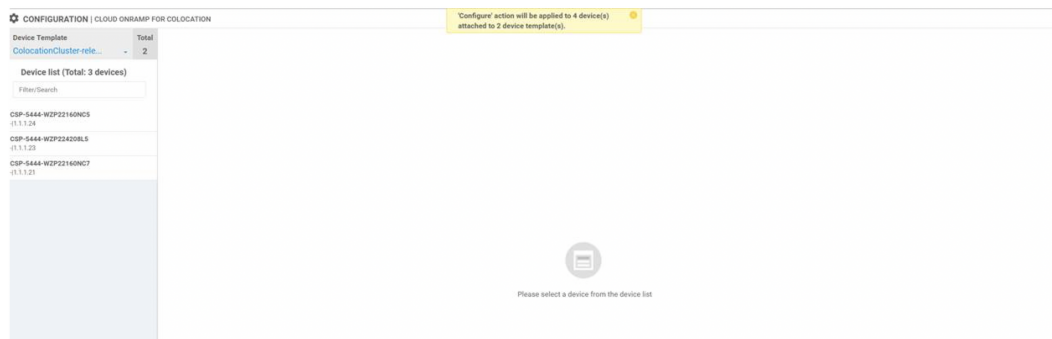 CONFIGURATION | CLOUD ONRAMP FOR COLOCATION
'Configure' action will be applied to 4 device(s)
attached to 2 device template(s).
Device Template Total
ColocationCluster-rele... 2
Device list (Total: 3 devices)
Filter/Search
CSP-5444-WZP22160NC5
-|1.1.1.24
CSP-5444-WZP224208L5
-|1.1.1.23
CSP-5444-WZP22160NC7
-|1.1.1.21
Please select a device from the device list